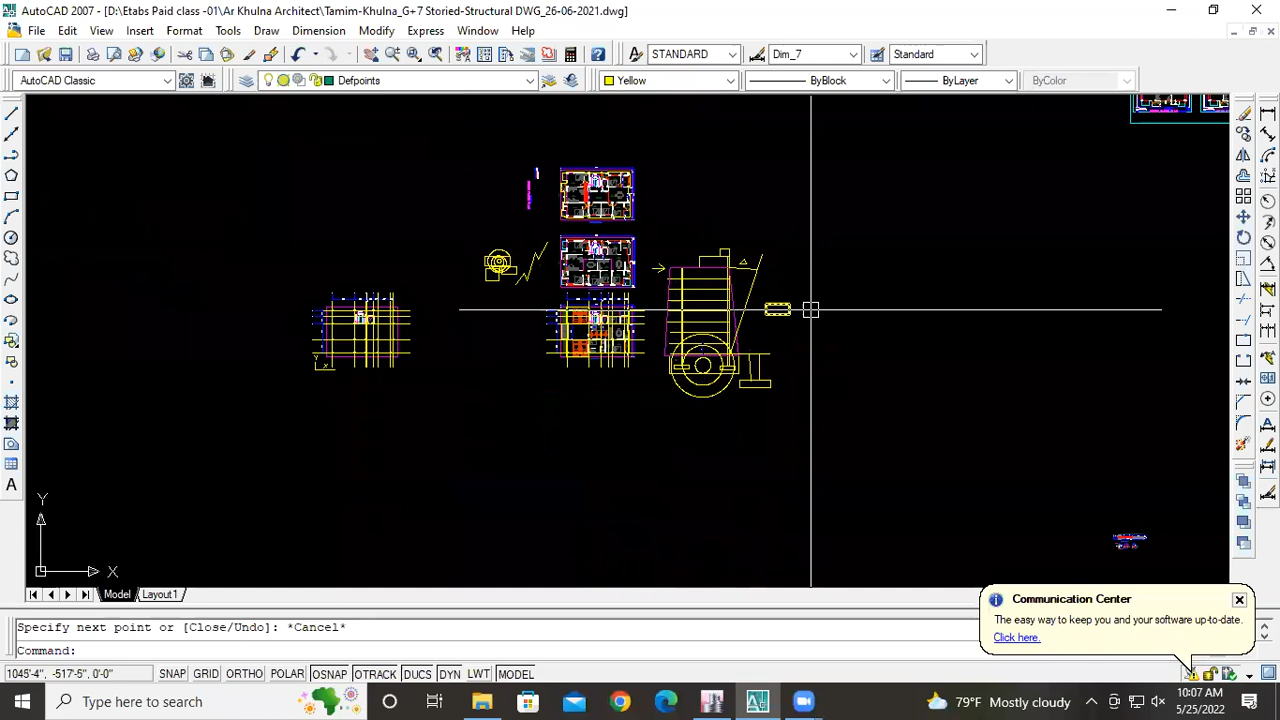 AutoCAD 2007 - [D:\Etabs Paid class -01\Ar Khulna Architect\Tamim-Khulna_G+7 Storied-Structural DWG_26-06-2021.dwg]
File Edit View Insert Format Tools Draw Dimension Modify Express Window Help
STANDARD Dim_7 Standard
AutoCAD Classic Defpoints Yellow ByBlock ByLayer ByColor
A A
Y
X
Y
X
Model Layout1
Communication Center
The easy way to keep you and your software up-to-date.
Click here.
Specify next point or [Close/Undo]: *Cancel*
Command:
1045'-4", -517'-5", 0'-0" SNAP GRID ORTHO POLAR OSNAP OTRACK DUCS DYN LWT MODEL
Type here to search
79°F Mostly cloudy
10:07 AM
5/25/2022